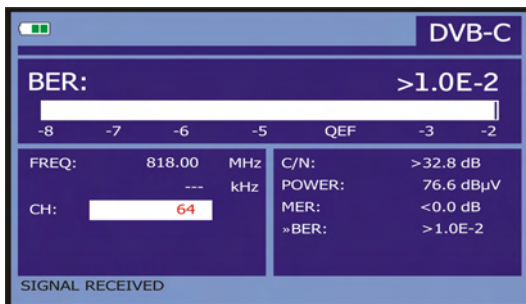 DVB-C
BER: >1.0E-2
-8 -7 -6 -5 QEF -3 -2
FREQ: 818.00 MHz
--- kHz
CH: 64
C/N: >32.8 dB
POWER: 76.6 dBµV
MER: <0.0 dB
»BER: >1.0E-2
SIGNAL RECEIVED